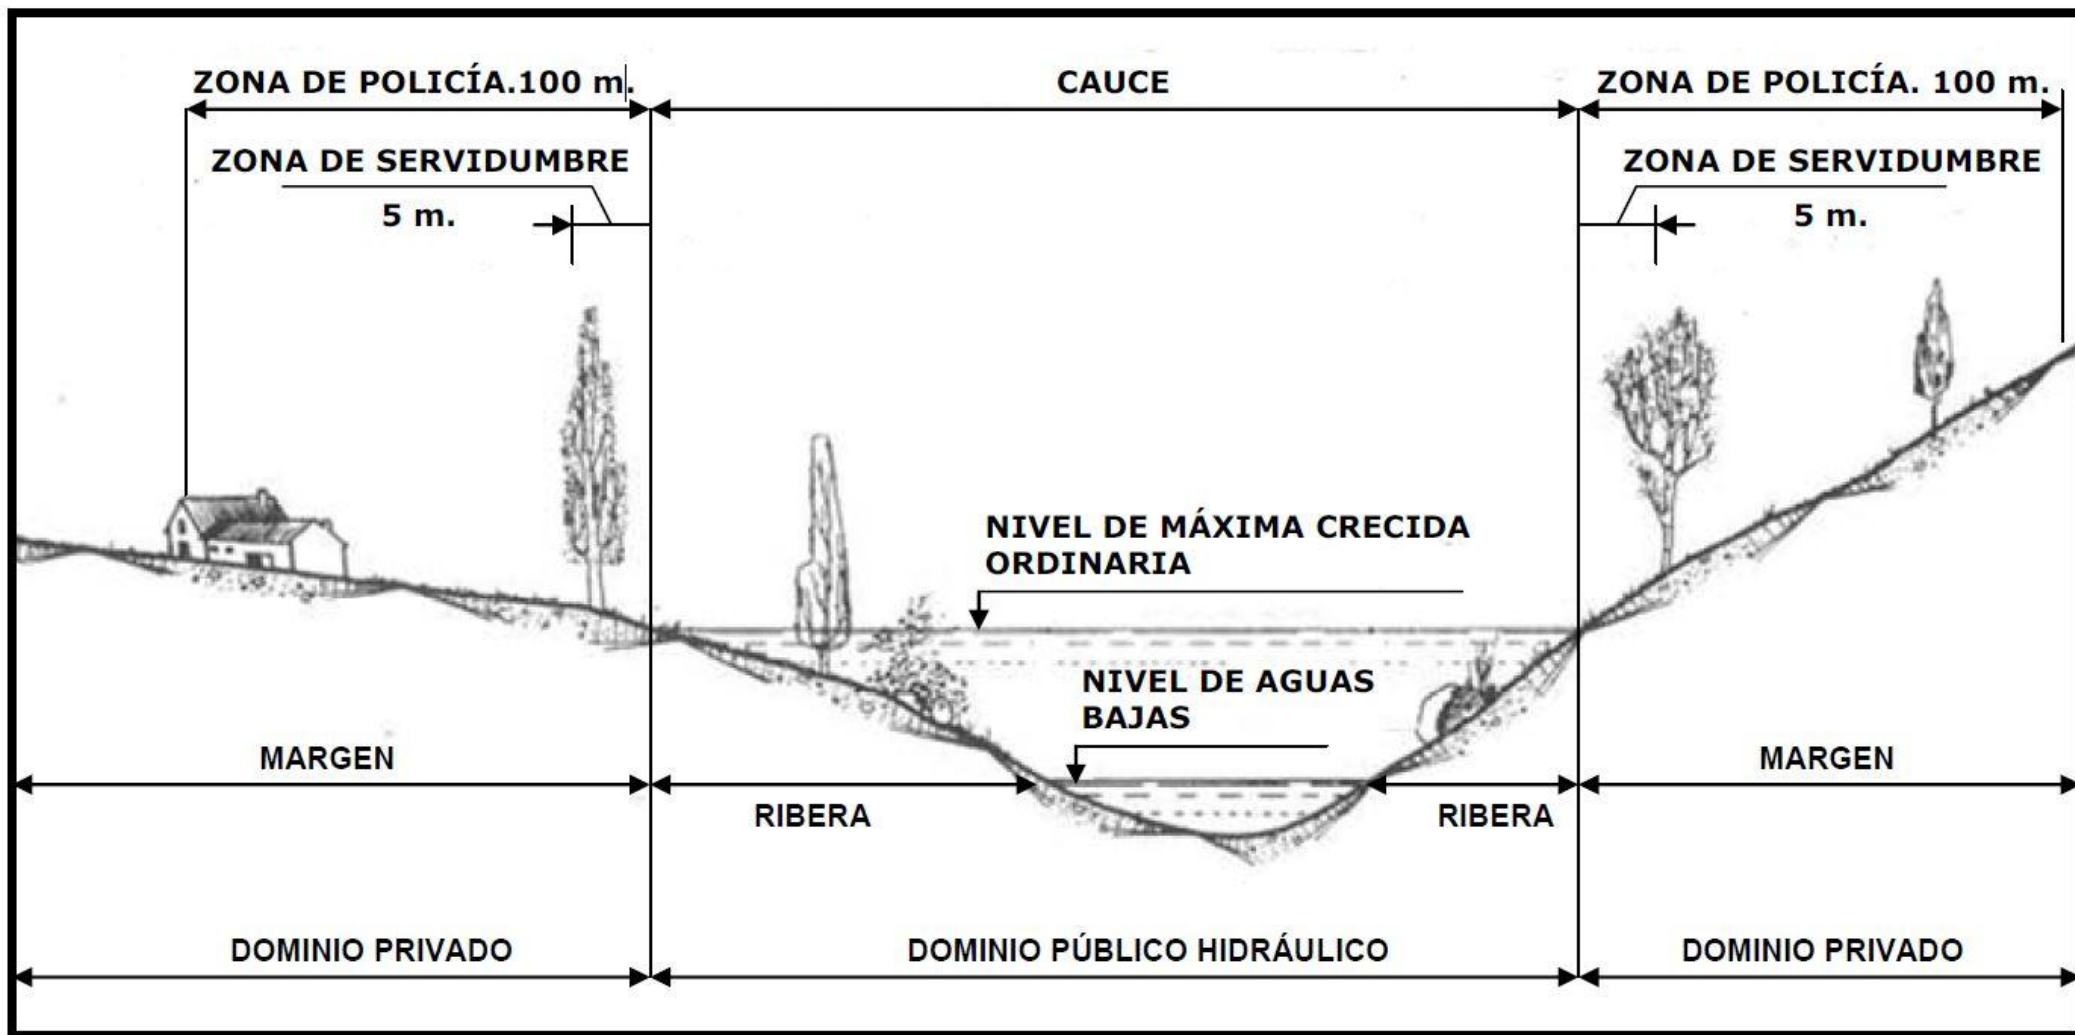 ZONA DE POLICÍA.100 m.
CAUCE
ZONA DE POLICÍA. 100 m.
ZONA DE SERVIDUMBRE
5 m.
ZONA DE SERVIDUMBRE
5 m.
NIVEL DE MÁXIMA CRECIDA
ORDINARIA
NIVEL DE AGUAS
BAJAS
MARGEN
RIBERA
RIBERA
MARGEN
DOMINIO PRIVADO
DOMINIO PÚBLICO HIDRÁULICO
DOMINIO PRIVADO